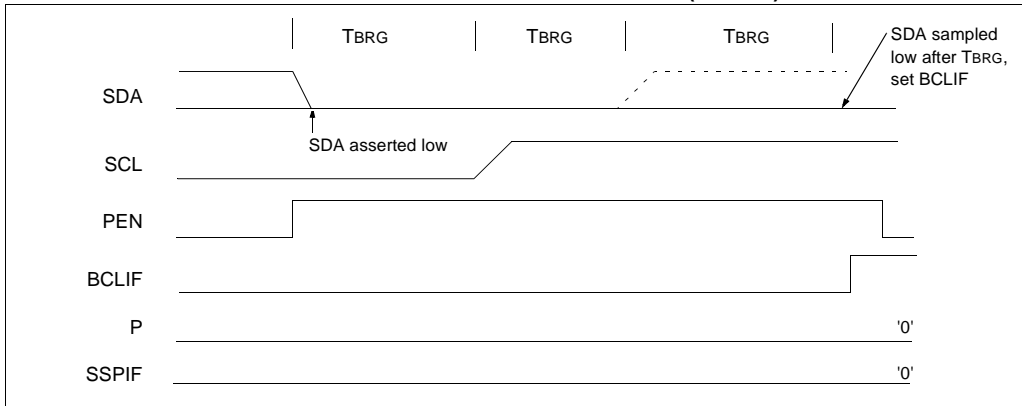 TBRG TBRG TBRG
SDA sampled
low after TBRG,
set BCLIF
SDA
SDA asserted low
SCL
PEN
BCLIF
P
'0'
SSPIF
'0'